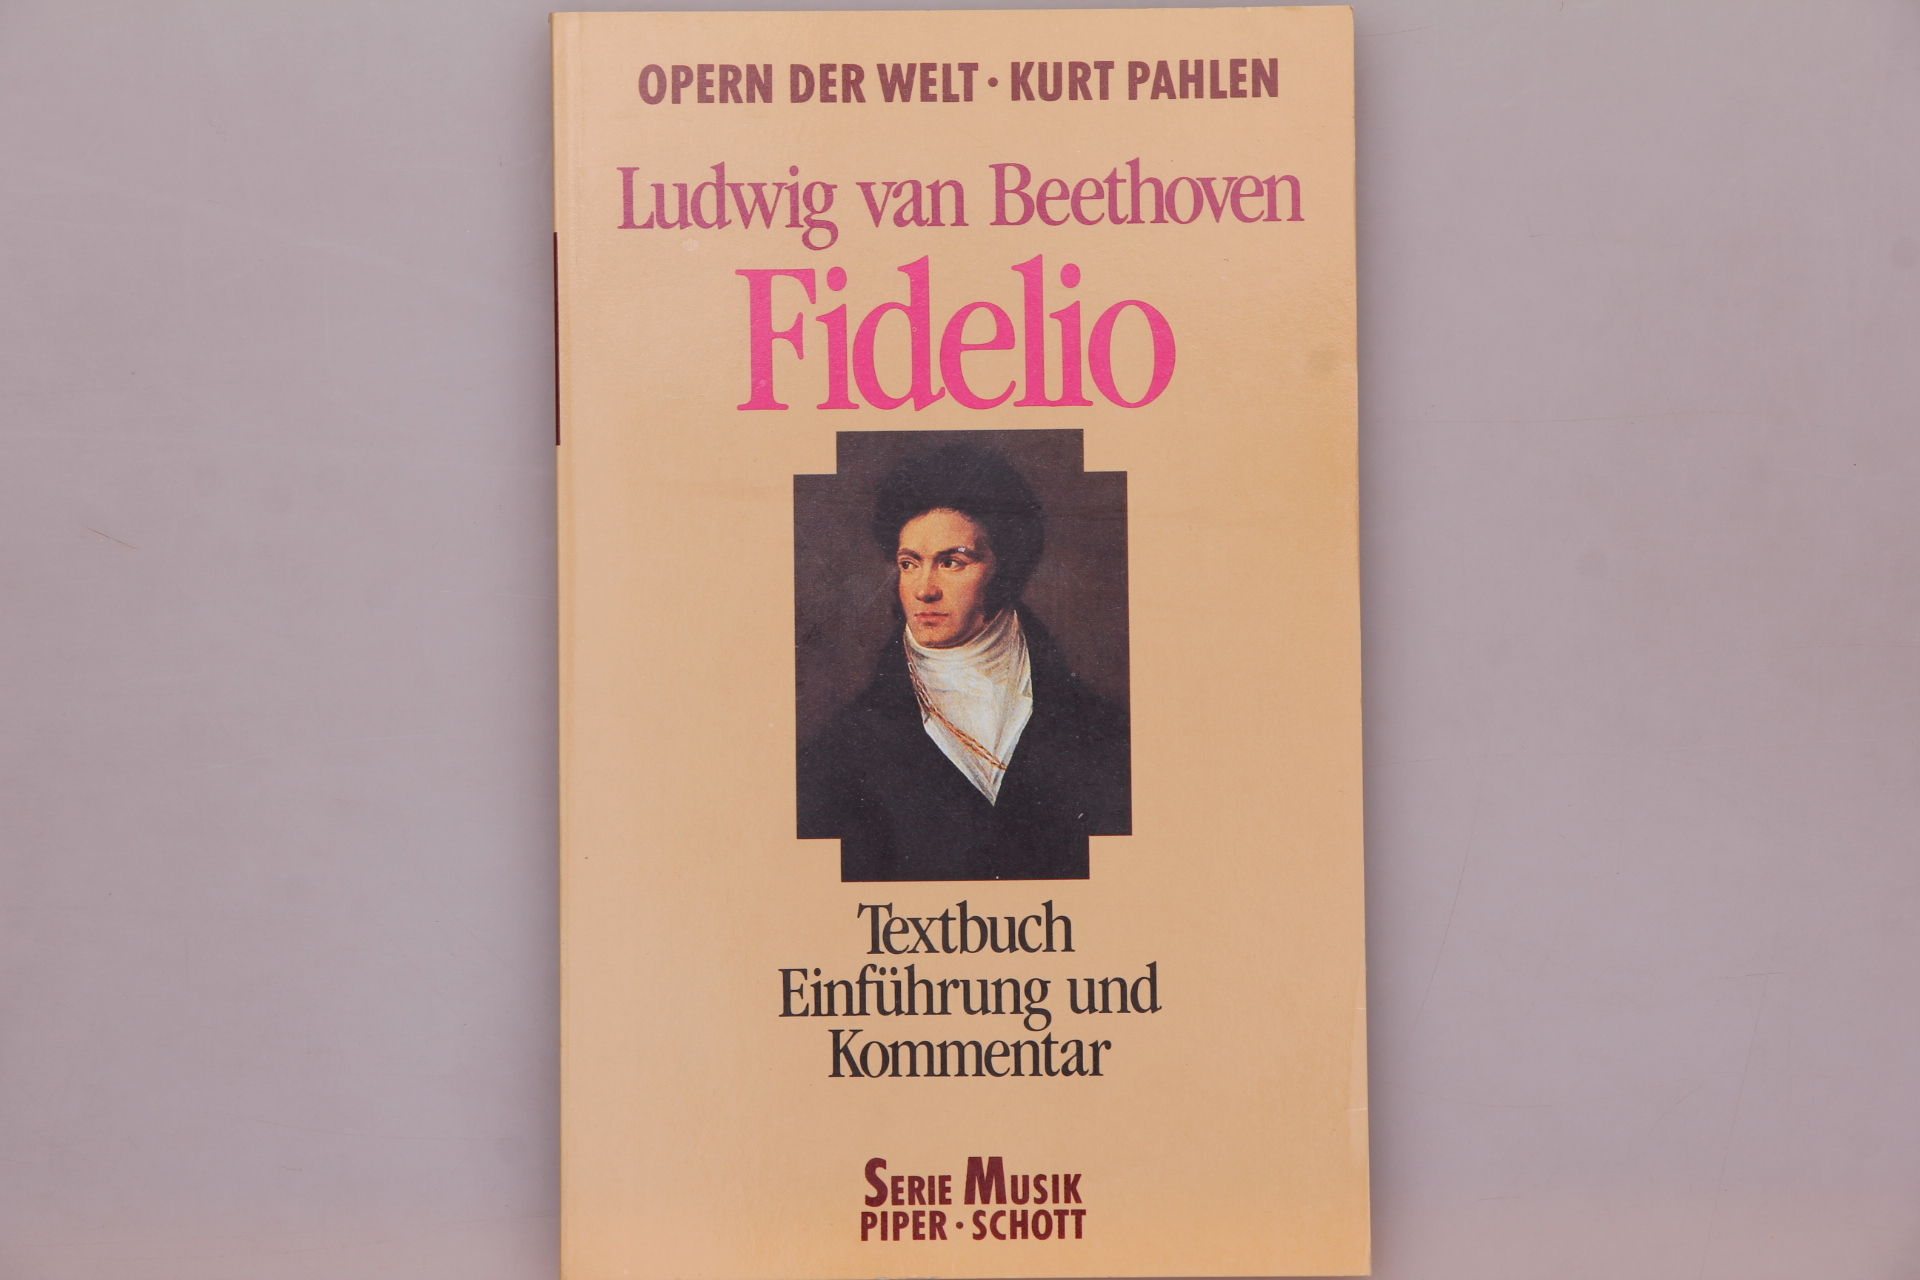 OPERN DER WELT · KURT PAHLEN
Ludwig van Beethoven
Fidelio
Textbuch
Einführung und
Kommentar
SERIE MUSIK
PIPER · SCHOTT